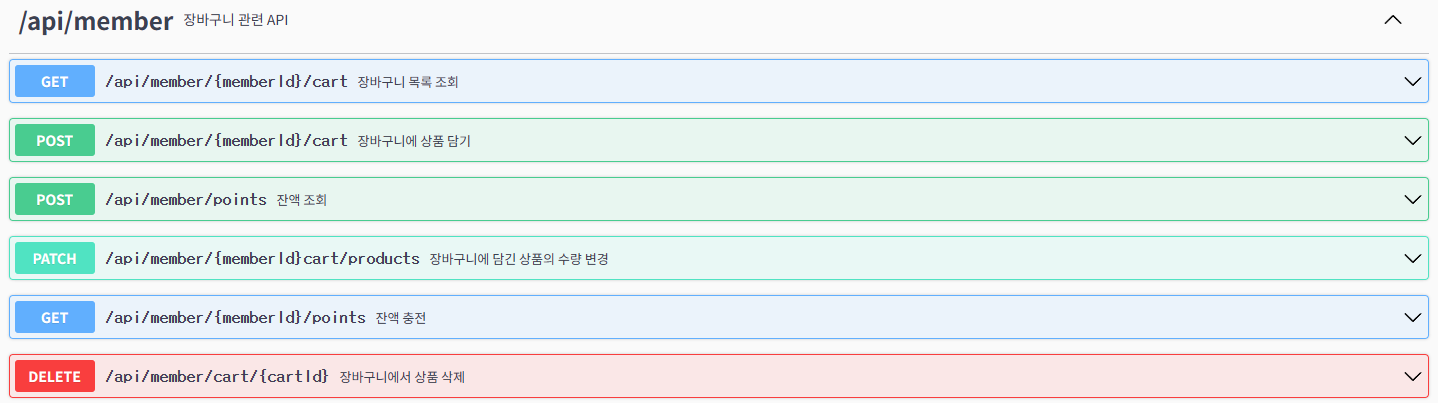 /api/member 장바구니 관련 API
GET /api/member/{memberId}/cart 장바구니 목록 조회
POST /api/member/{memberId}/cart 장바구니에 상품 담기
POST /api/member/points 잔액 조회
PATCH /api/member/{memberId}cart/products 장바구니에 담긴 상품의 수량 변경
GET /api/member/{memberId}/points 잔액 충전
DELETE /api/member/cart/{cartId} 장바구니에서 상품 삭제